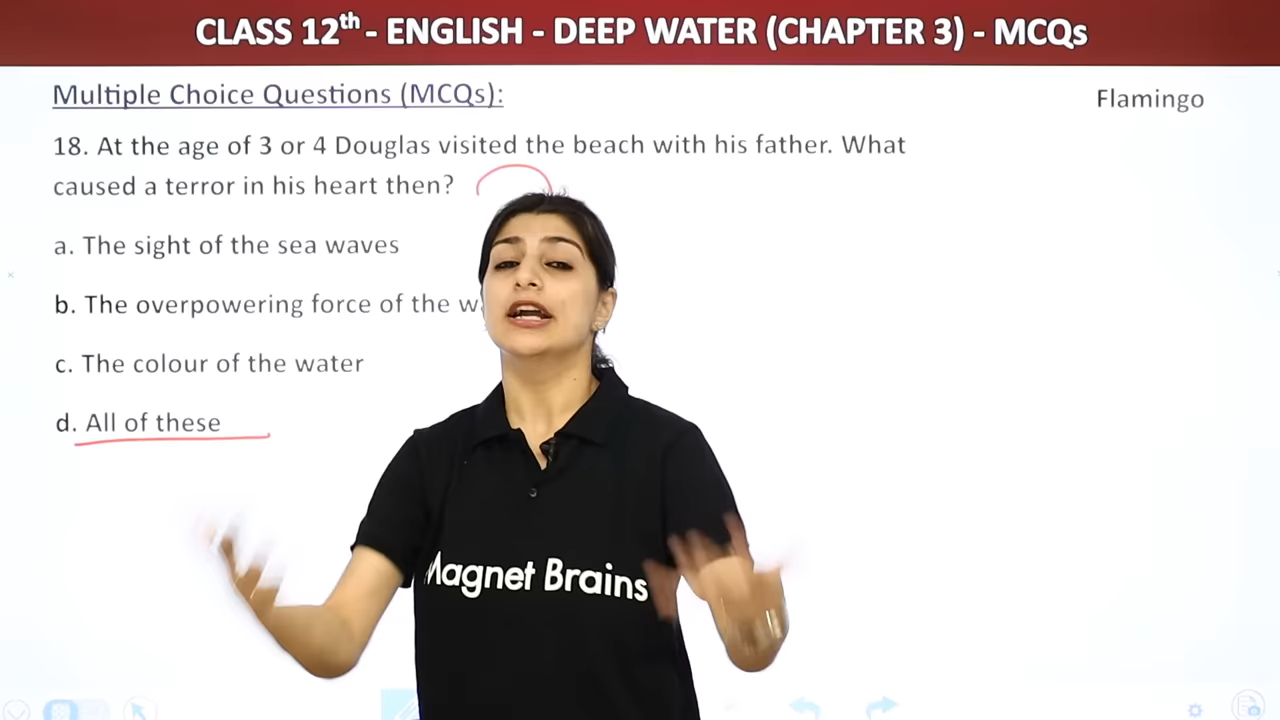 CLASS 12th - ENGLISH - DEEP WATER (CHAPTER 3) - MCQs
Multiple Choice Questions (MCQs):
Flamingo
18. At the age of 3 or 4 Douglas visited the beach with his father. What
caused a terror in his heart then?
a. The sight of the sea waves
b. The overpowering force of the
c. The colour of the water
d. All of these
Magnet Brains